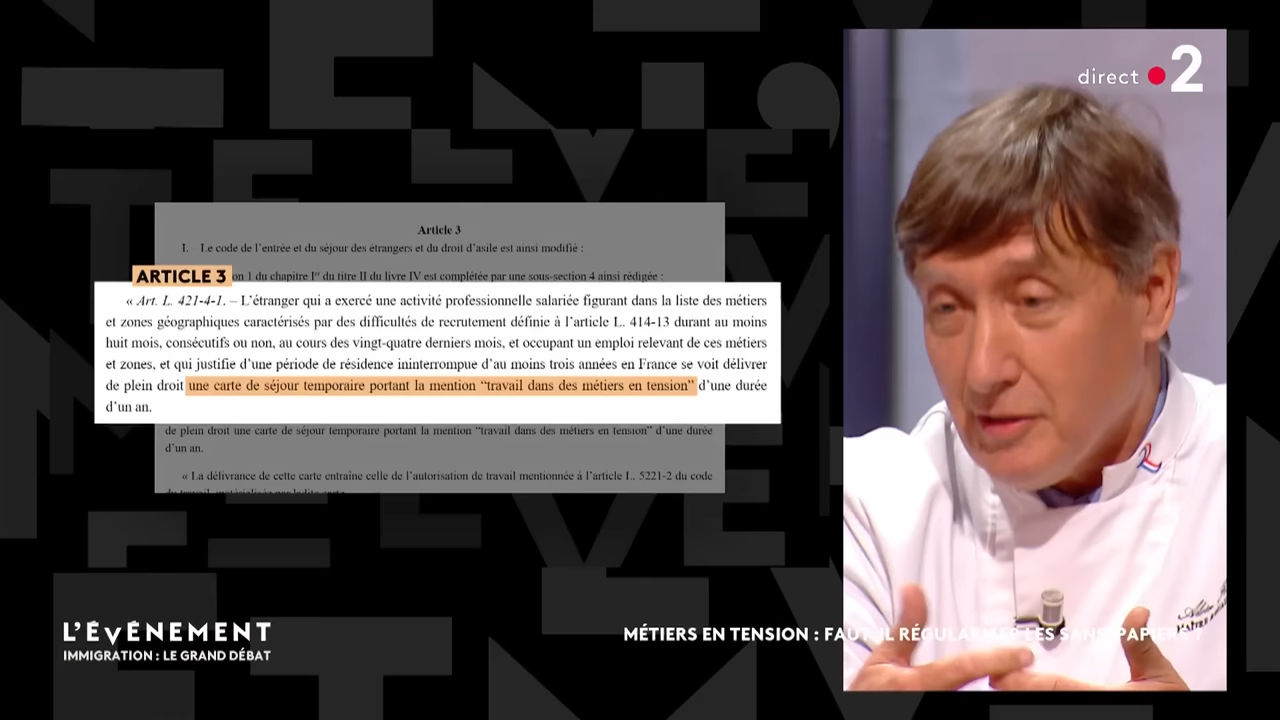 direct 2
Article 3
I. Le code de l'entrée et du séjour des étrangers et du droit d'asile est ainsi modifié :
ARTICLE 3
on 1 du chapitre Iᵉʳ du titre II du livre IV est complétée par une sous-section 4 ainsi rédigée :
« Art. L. 421-4-1. – L'étranger qui a exercé une activité professionnelle salariée figurant dans la liste des métiers
et zones géographiques caractérisés par des difficultés de recrutement définie à l'article L. 414-13 durant au moins
huit mois, consécutifs ou non, au cours des vingt-quatre derniers mois, et occupant un emploi relevant de ces métiers
et zones, et qui justifie d'une période de résidence ininterrompue d'au moins trois années en France se voit délivrer
de plein droit une carte de séjour temporaire portant la mention “travail dans des métiers en tension” d'une durée
d'un an.
de plein droit une carte de séjour temporaire portant la mention “travail dans des métiers en tension” d'une durée
d'un an.
« La délivrance de cette carte entraîne celle de l'autorisation de travail mentionnée à l'article L. 5221-2 du code
L'ÉVÉNEMENT
IMMIGRATION : LE GRAND DÉBAT
MÉTIERS EN TENSION : FAUT-IL RÉGULARISER LES SANS-PAPIERS ?